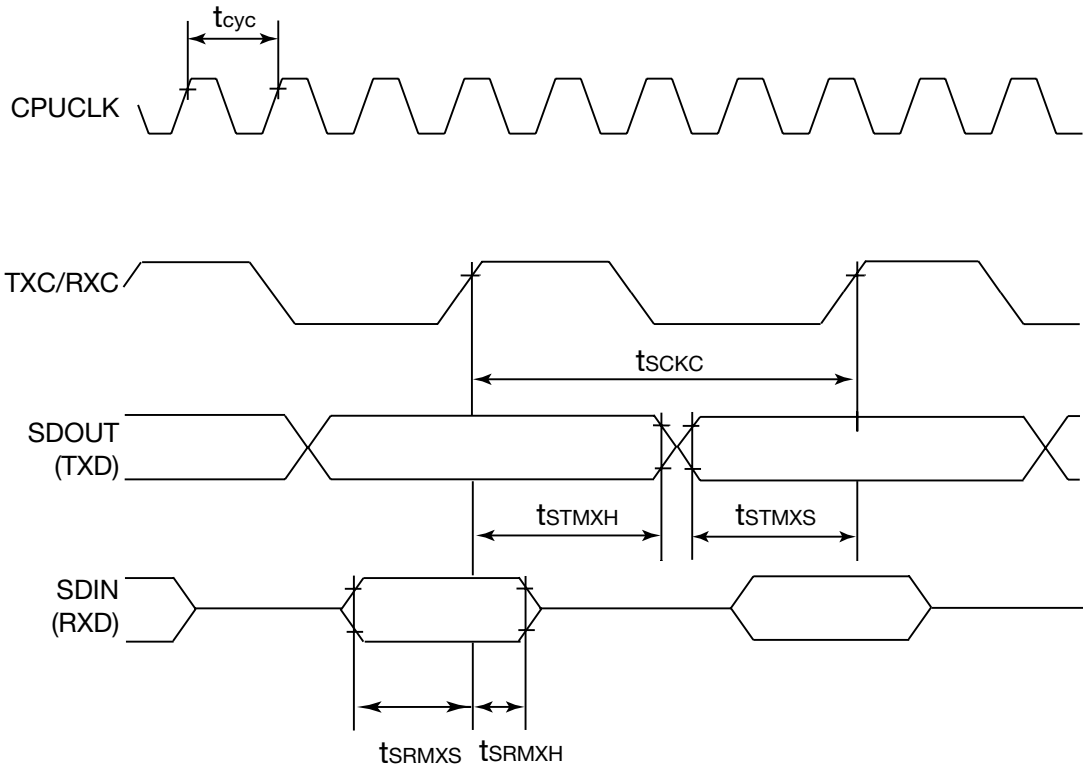 tcyc
CPUCLK
TXC/RXC
tSCKC
SDOUT
(TXD)
tSTMXH
tSTMXS
SDIN
(RXD)
tSRMXS
tSRMXH